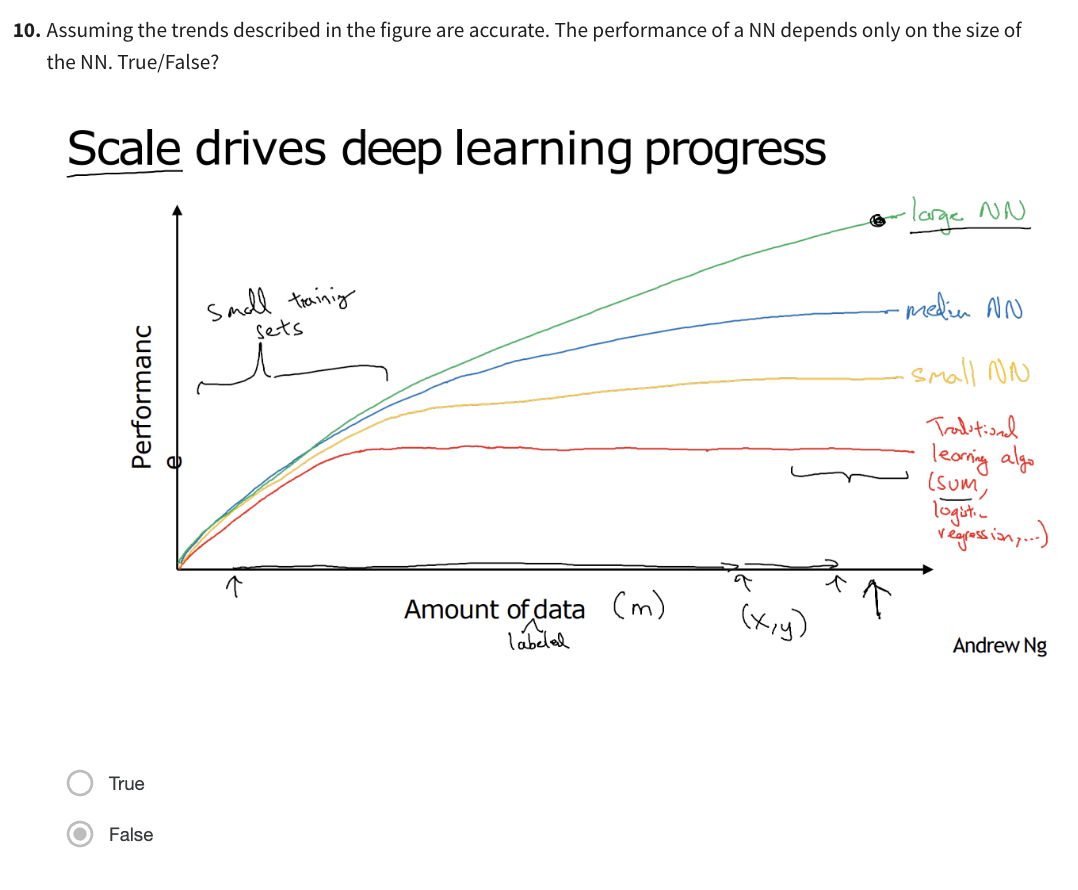 10. Assuming the trends described in the figure are accurate. The performance of a NN depends only on the size of
the NN. True/False?
Scale drives deep learning progress
large NN
small training
sets
medium NN
small NN
Performanc
e
Traditional
learning algo
(SVM,
logistic
regression,...)
Amount of data (m)
labeled
(x,y)
Andrew Ng
True
False